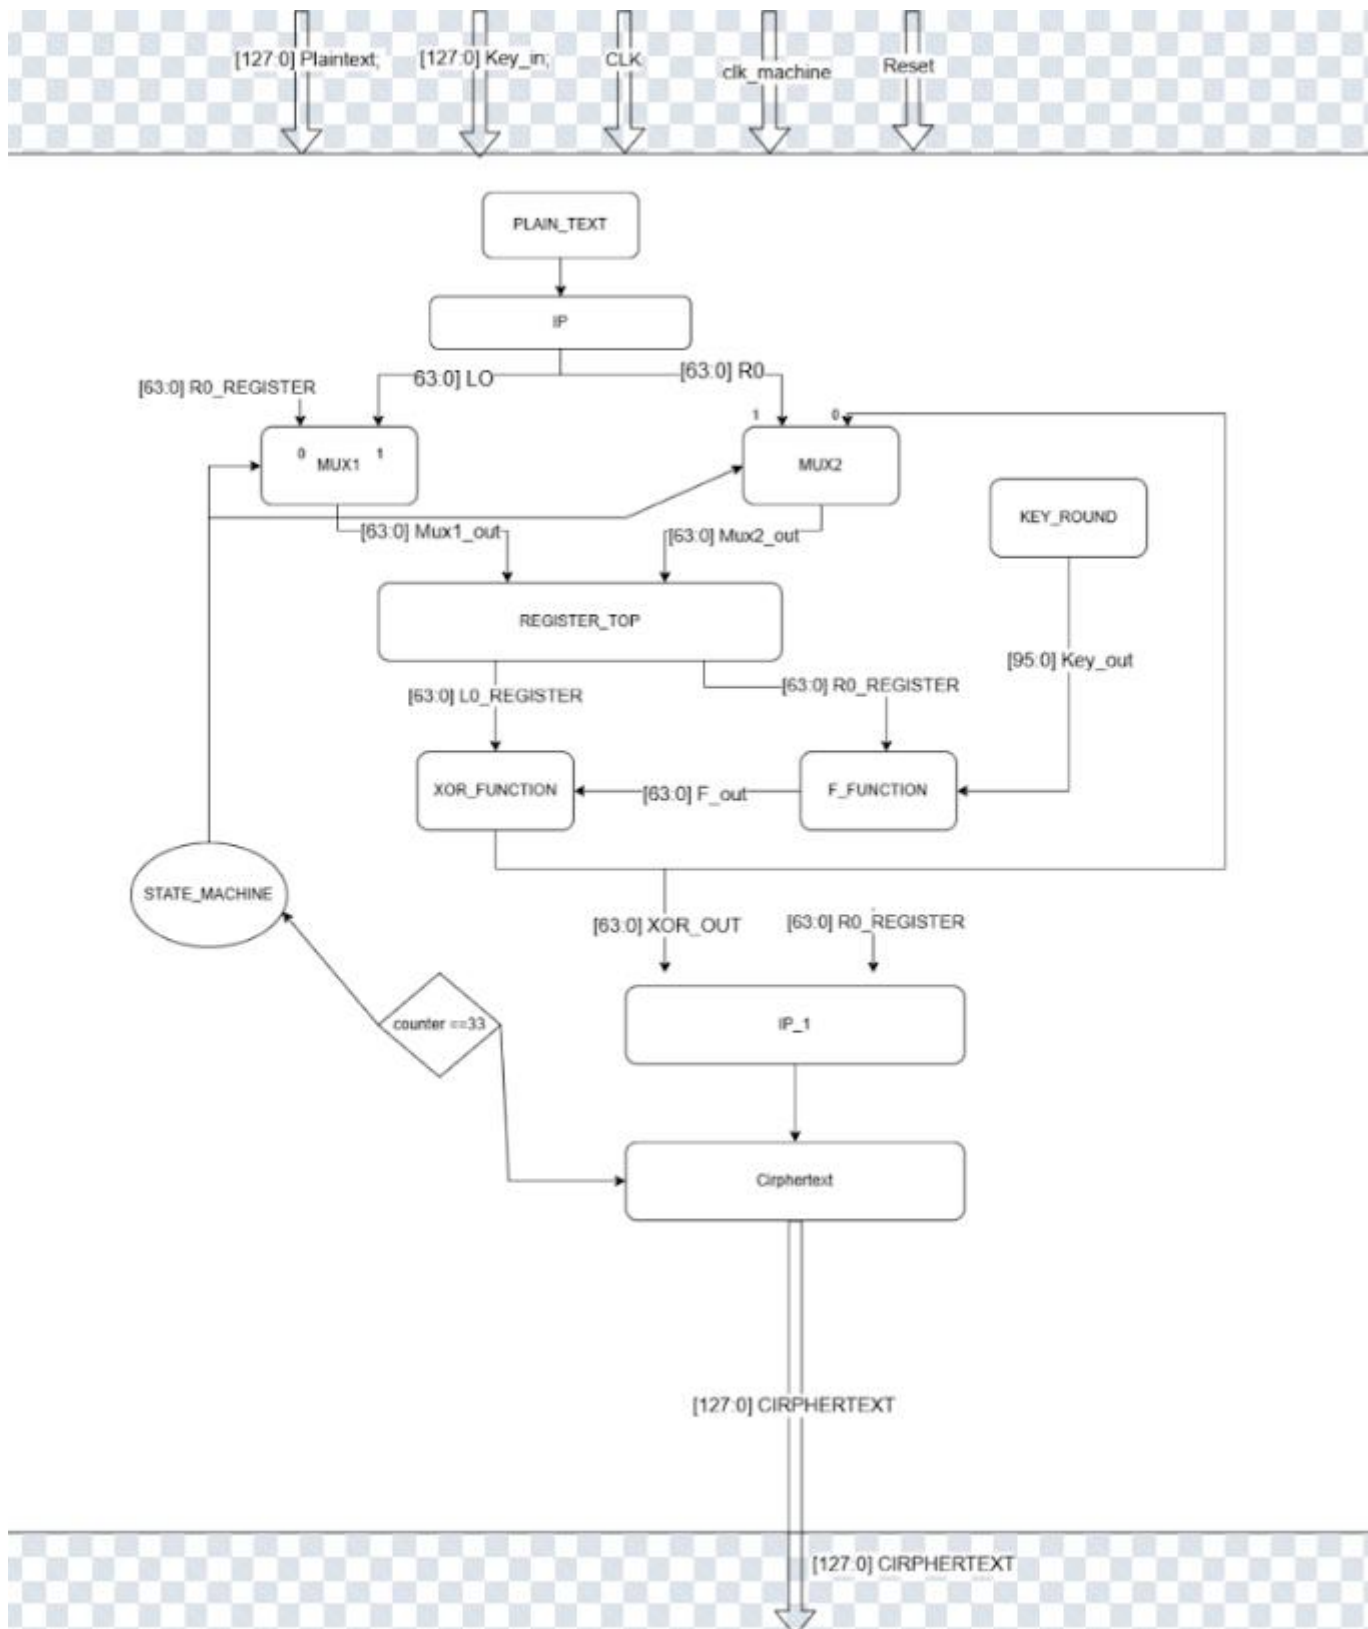 [127:0] Plaintext;
[127:0] Key_in;
CLK
clk_machine
Reset
PLAIN_TEXT
IP
[63:0] R0_REGISTER
63:0] LO
[63:0] R0
1
0
0
MUX1
1
MUX2
KEY_ROUND
[63:0] Mux1_out
[63:0] Mux2_out
REGISTER_TOP
[95:0] Key_out
[63:0] L0_REGISTER
[63:0] R0_REGISTER
XOR_FUNCTION
[63:0] F_out
F_FUNCTION
STATE_MACHINE
[63:0] XOR_OUT
[63:0] R0_REGISTER
counter ==33
IP_1
Cirphertext
[127:0] CIRPHERTEXT
[127:0] CIRPHERTEXT